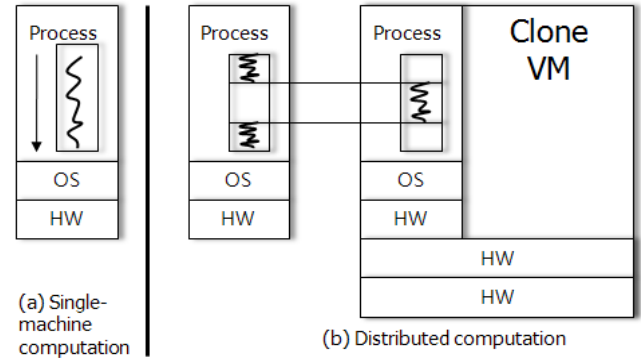 Process
OS
HW
(a) Single-
machine
computation
Process
OS
HW
Process
OS
HW
Clone
VM
HW
HW
(b) Distributed computation